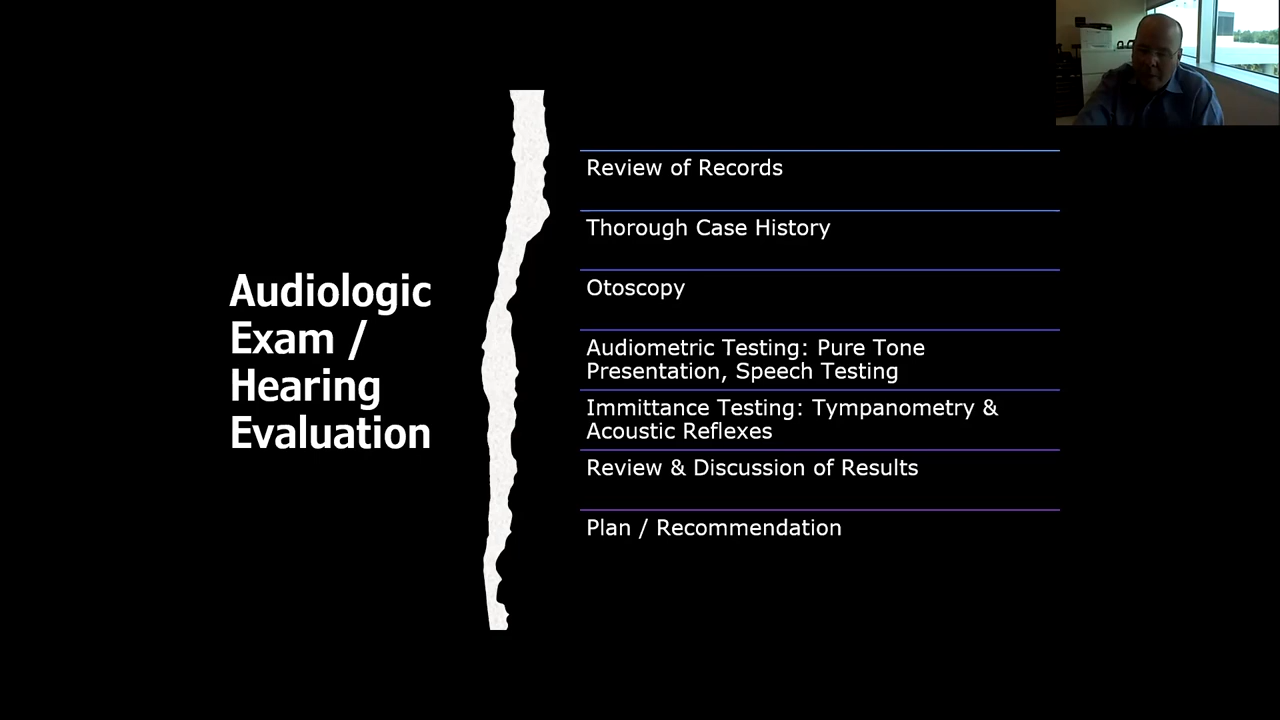 Audiologic
Exam /
Hearing
Evaluation
Review of Records
Thorough Case History
Otoscopy
Audiometric Testing: Pure Tone
Presentation, Speech Testing
Immittance Testing: Tympanometry &
Acoustic Reflexes
Review & Discussion of Results
Plan / Recommendation